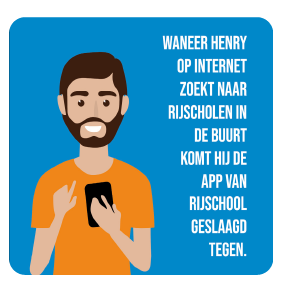 WANEER HENRY
OP INTERNET
ZOEKT NAAR
RIJSCHOLEN IN
DE BUURT
KOMT HIJ DE
APP VAN
RIJSCHOOL
GESLAAGD
TEGEN.